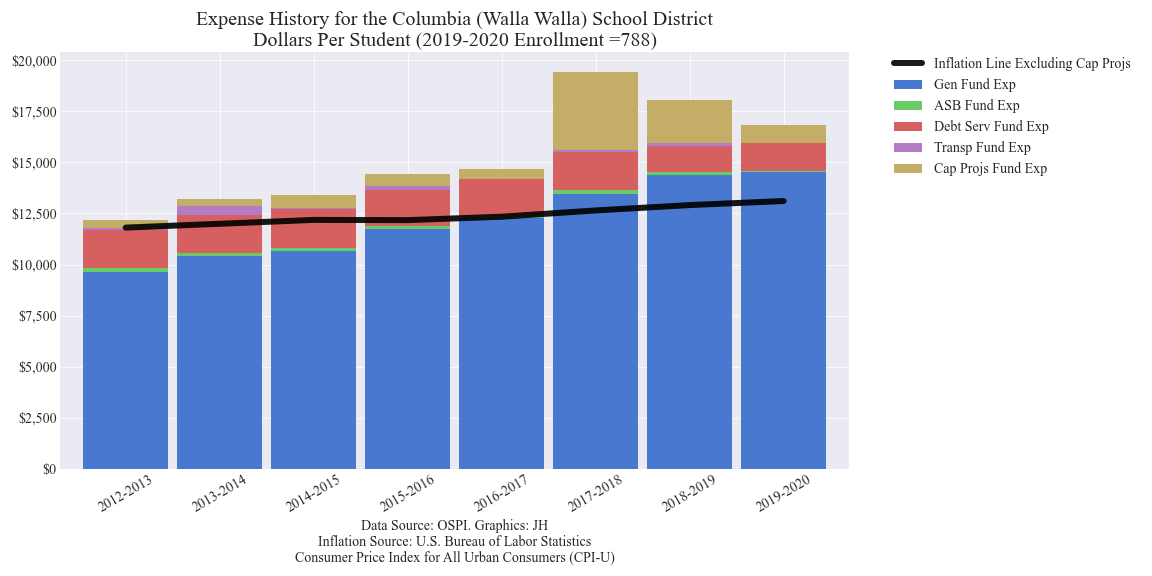 Expense History for the Columbia (Walla Walla) School District
Dollars Per Student (2019-2020 Enrollment =788)
$20,000
$17,500
$15,000
$12,500
$10,000
$7,500
$5,000
$2,500
$0
Inflation Line Excluding Cap Projs
Gen Fund Exp
ASB Fund Exp
Debt Serv Fund Exp
Transp Fund Exp
Cap Projs Fund Exp
2012-2013
2013-2014
2014-2015
2015-2016
2016-2017
2017-2018
2018-2019
2019-2020
Data Source: OSPI. Graphics: JH
Inflation Source: U.S. Bureau of Labor Statistics
Consumer Price Index for All Urban Consumers (CPI-U)